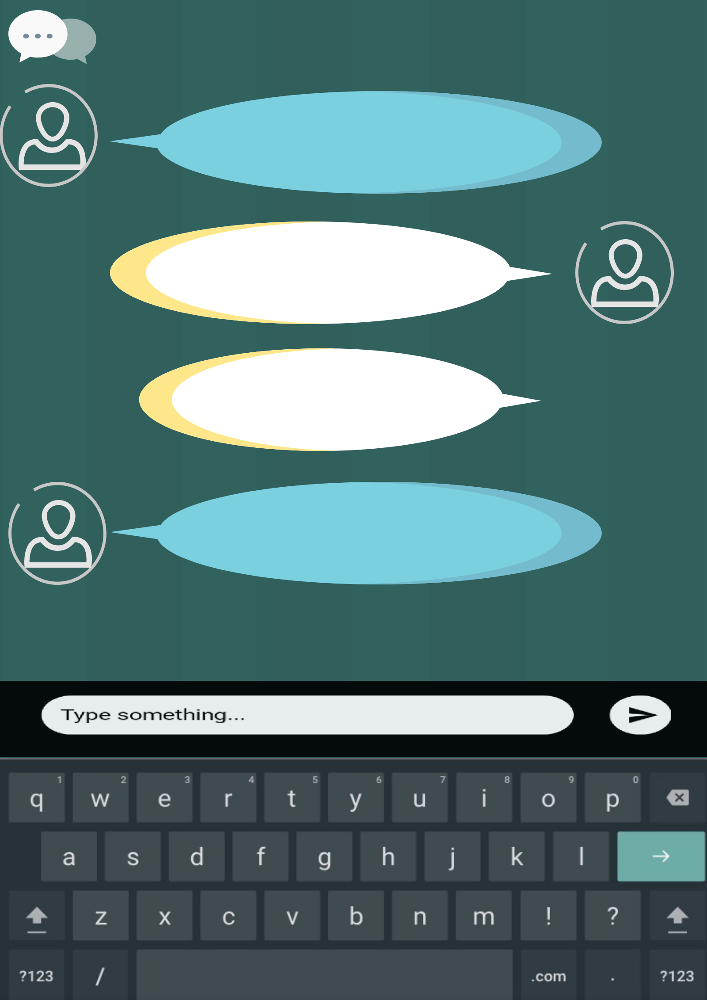 Type something...
1 2 3 4 5 6 7 8 9 0
q w e r t y u i o p
a s d f g h j k l
z x c v b n m ! ?
?123 / .com . ?123